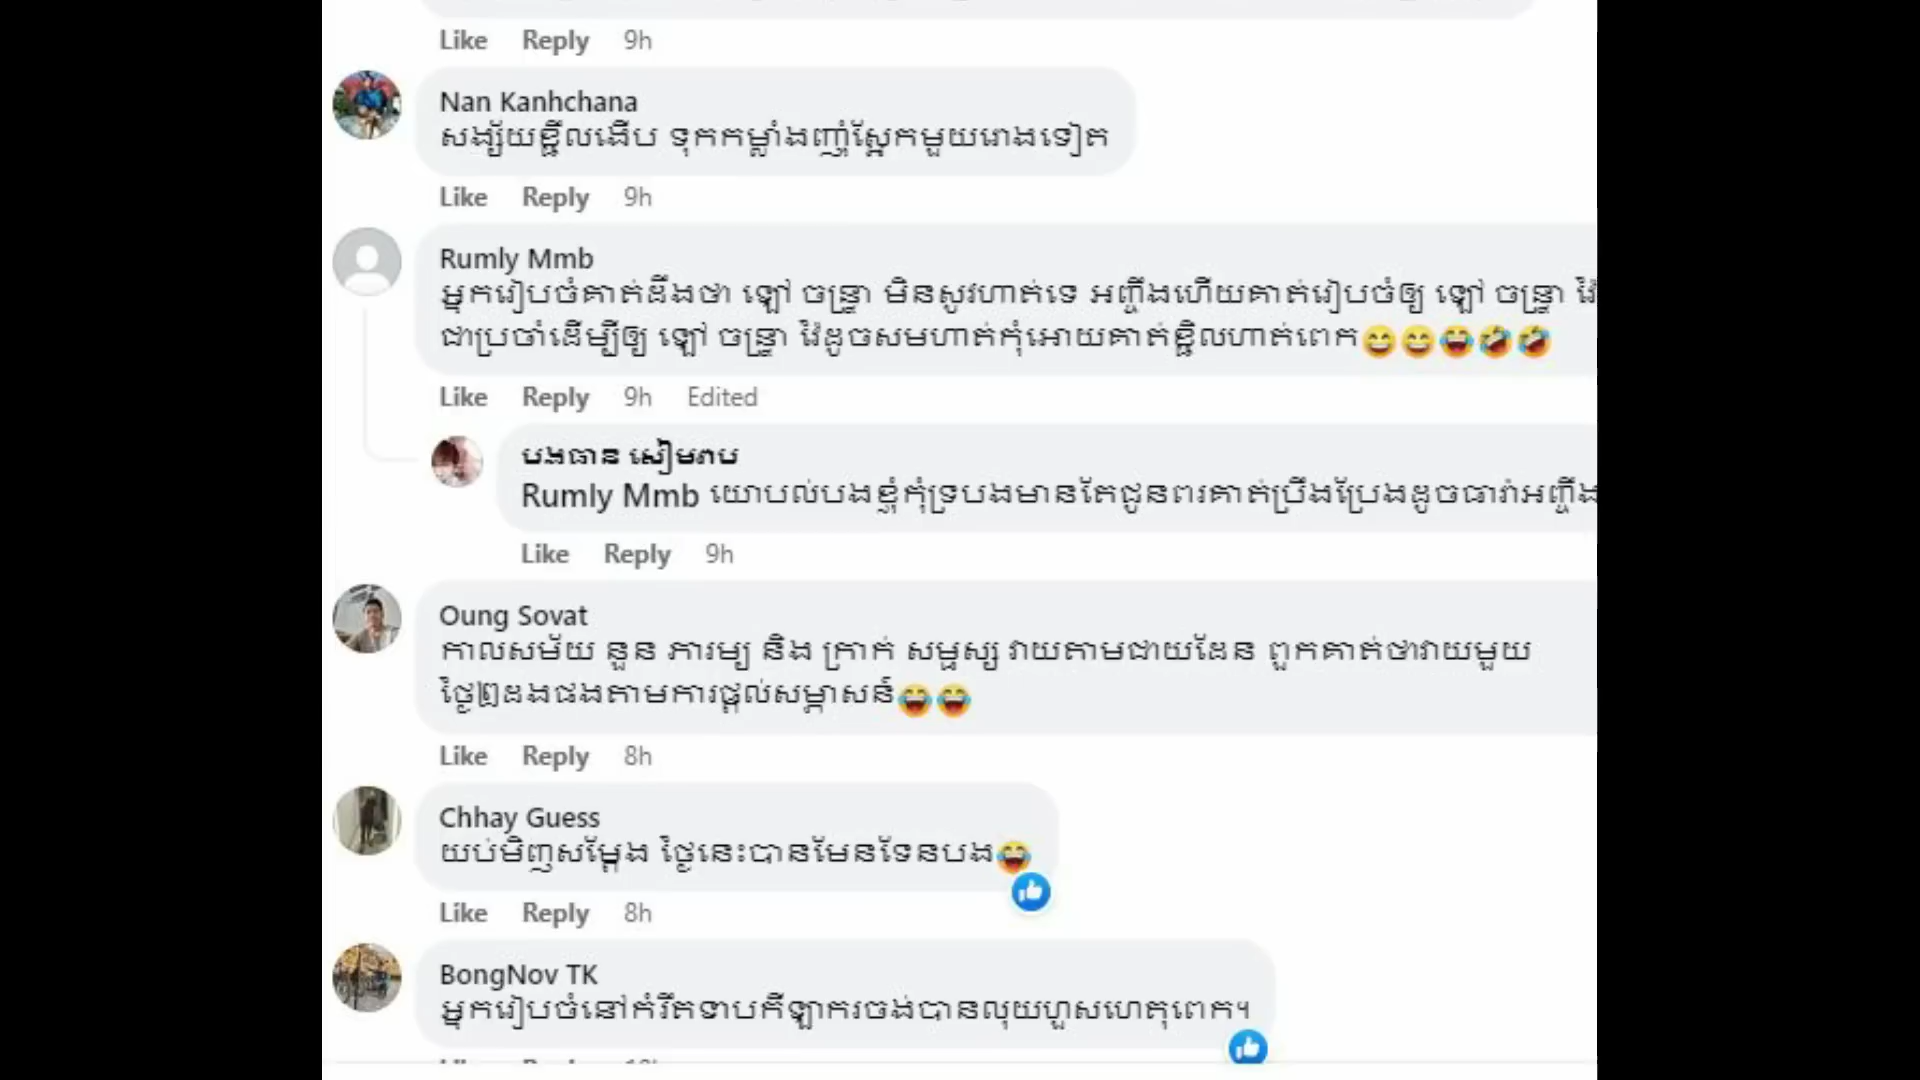 Like Reply 9h
Nan Kanhchana
សង្ស័យខ្ជិលងើប ទុកកម្លាំងញ៉ាំស្អែកមួយរោងទៀត
Like Reply 9h
Rumly Mmb
អ្នករៀបចំគាត់ដឹងថា ឡៅ ចន្ទ្រា មិនសូវហាត់ទេ អញ្ចឹងហើយគាត់រៀបចំឲ្យ ឡៅ ចន្ទ្រា វ៉ៃ
ជាប្រចាំដើម្បីឲ្យ ឡៅ ចន្ទ្រា វ៉ៃដូចសមហាត់កុំអោយគាត់ខ្ជិលហាត់ពេក😄😄😂🤣🤣
Like Reply 9h Edited
បងធាន សៀមរាប
Rumly Mmb យោបល់បងខ្ញុំកុំទ្របងមានតែជូនពរគាត់ប្រឹងប្រែងដូចធារ៉ាអញ្ចឹង
Like Reply 9h
Oung Sovat
កាលសម័យ នួន ភារម្យ និង ក្រាក់ សម្ផស្ស វាយតាមជាយដែន ពួកគាត់ថាវាយមួយ
ថ្ងៃ២ដងផងតាមការផ្តល់សម្ភាសន៍😂😂
Like Reply 8h
Chhay Guess
យប់មិញសម្តែង ថ្ងៃនេះបានមែនទែនបង😂
Like Reply 8h
BongNov TK
អ្នករៀបចំនៅកំរឹតទាបកីឡាករចង់បានលុយហួសហេតុពេក។